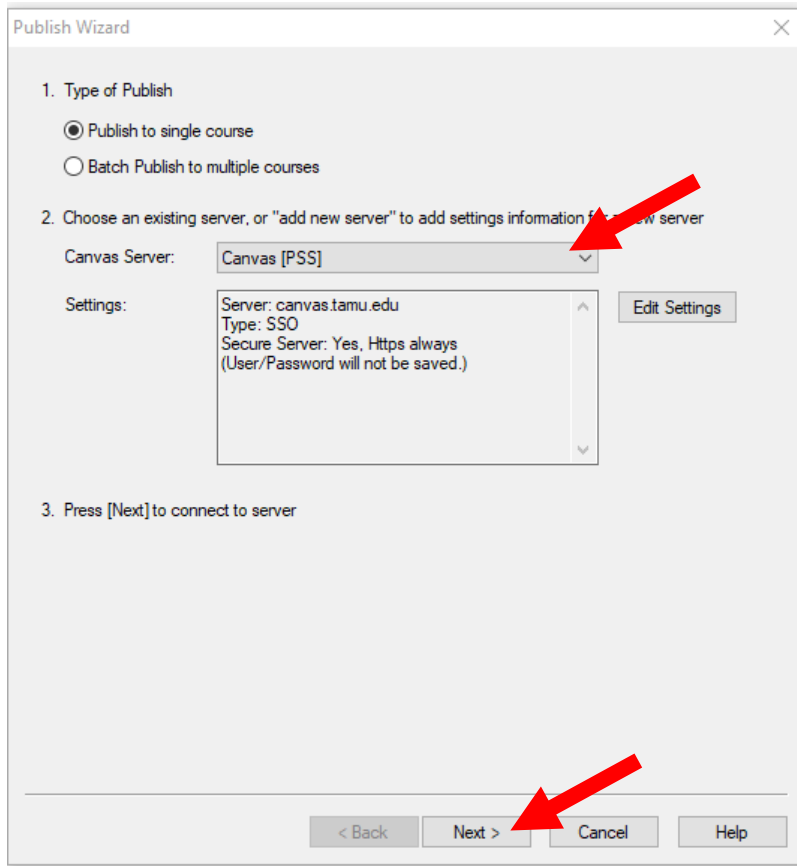 Publish Wizard
1. Type of Publish
Publish to single course
Batch Publish to multiple courses
2. Choose an existing server, or "add new server" to add settings information for a new server
Canvas Server: Canvas [PSS]
Settings: Server: canvas.tamu.edu
Type: SSO
Secure Server: Yes, Https always
(User/Password will not be saved.)
Edit Settings
3. Press [Next] to connect to server
< Back Next > Cancel Help